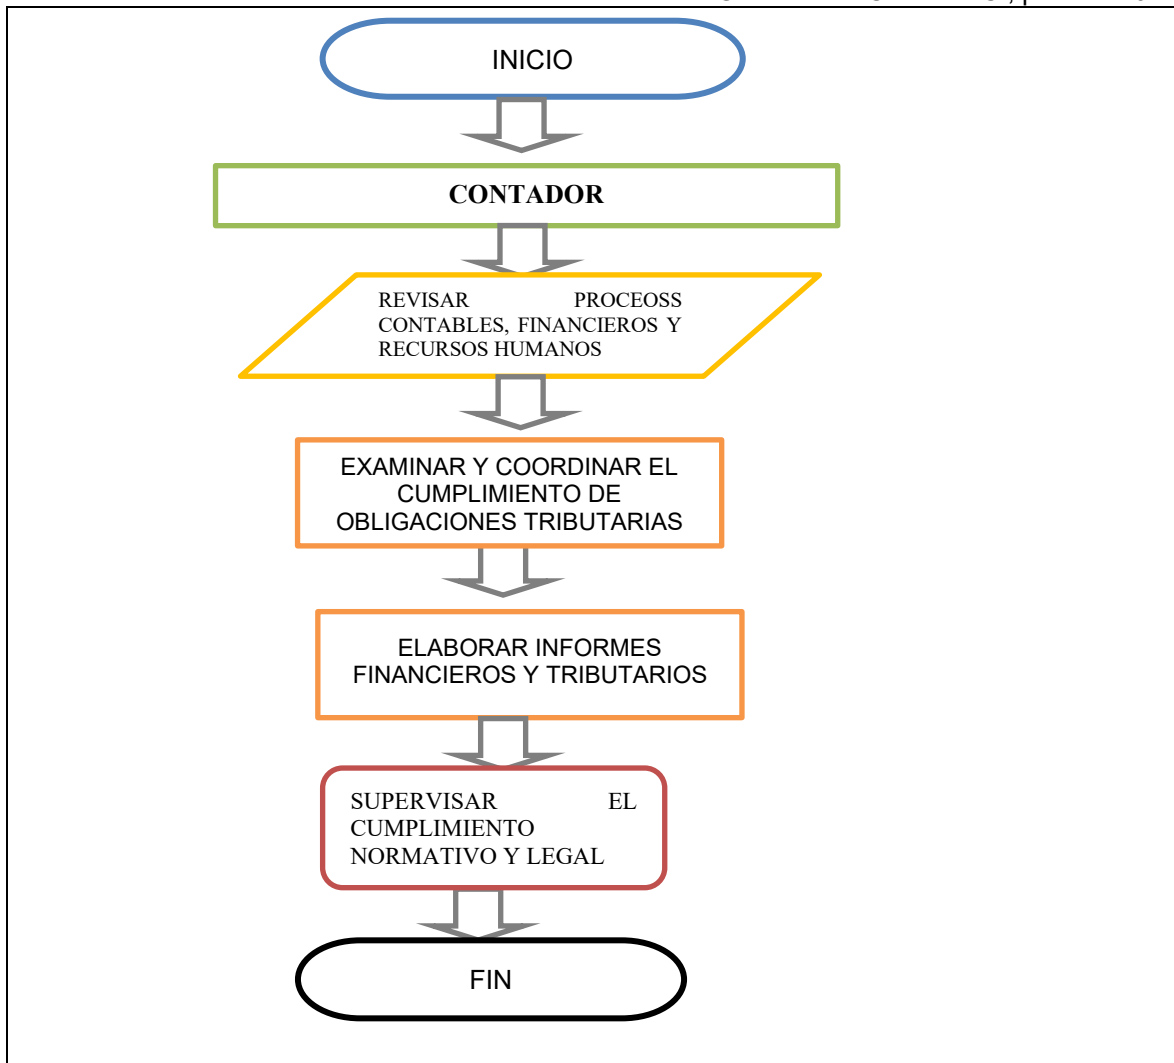 INICIO
CONTADOR
REVISAR PROCEOSS
CONTABLES, FINANCIEROS Y
RECURSOS HUMANOS
EXAMINAR Y COORDINAR EL
CUMPLIMIENTO DE
OBLIGACIONES TRIBUTARIAS
ELABORAR INFORMES
FINANCIEROS Y TRIBUTARIOS
SUPERVISAR EL
CUMPLIMIENTO
NORMATIVO Y LEGAL
FIN